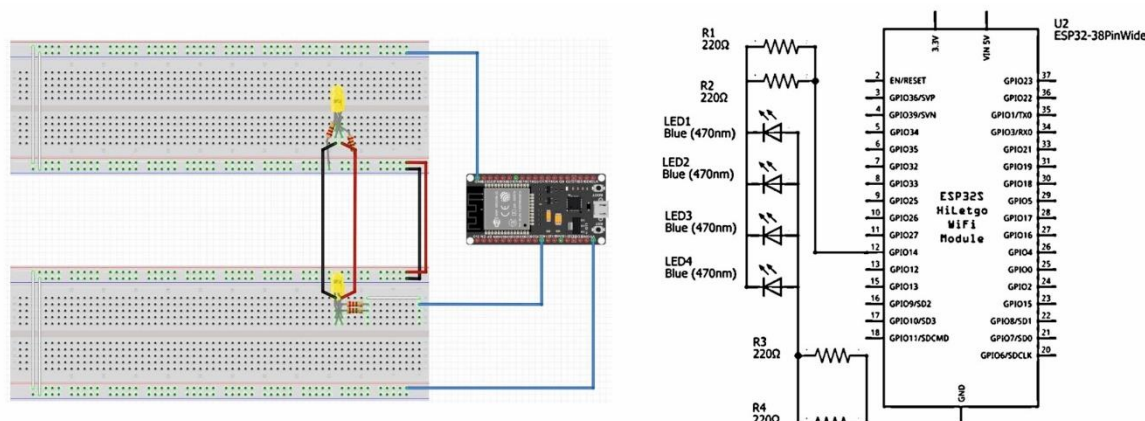 U2
ESP32-38PinWide
3.3V
VIN 5V
R1
220Ω
R2
220Ω
LED1
Blue (470nm)
LED2
Blue (470nm)
LED3
Blue (470nm)
LED4
Blue (470nm)
R3
220Ω
R4
220Ω
2 EN/RESET
3 GPIO36/SVP
4 GPIO39/SVN
5 GPIO34
6 GPIO35
7 GPIO32
8 GPIO33
9 GPIO25
10 GPIO26
11 GPIO27
12 GPIO14
13 GPIO12
15 GPIO13
16 GPIO9/SD2
17 GPIO10/SD3
18 GPIO11/SDCMD
ESP32S
HiLetgo
WiFi
Module
GPIO23 37
GPIO22 36
GPIO1/TX0 35
GPIO3/RX0 34
GPIO21 33
GPIO19 31
GPIO18 30
GPIO5 29
GPIO17 28
GPIO16 27
GPIO4 26
GPIO0 25
GPIO2 24
GPIO15 23
GPIO8/SD1 22
GPIO7/SD0 21
GPIO6/SDCLK 20
GND